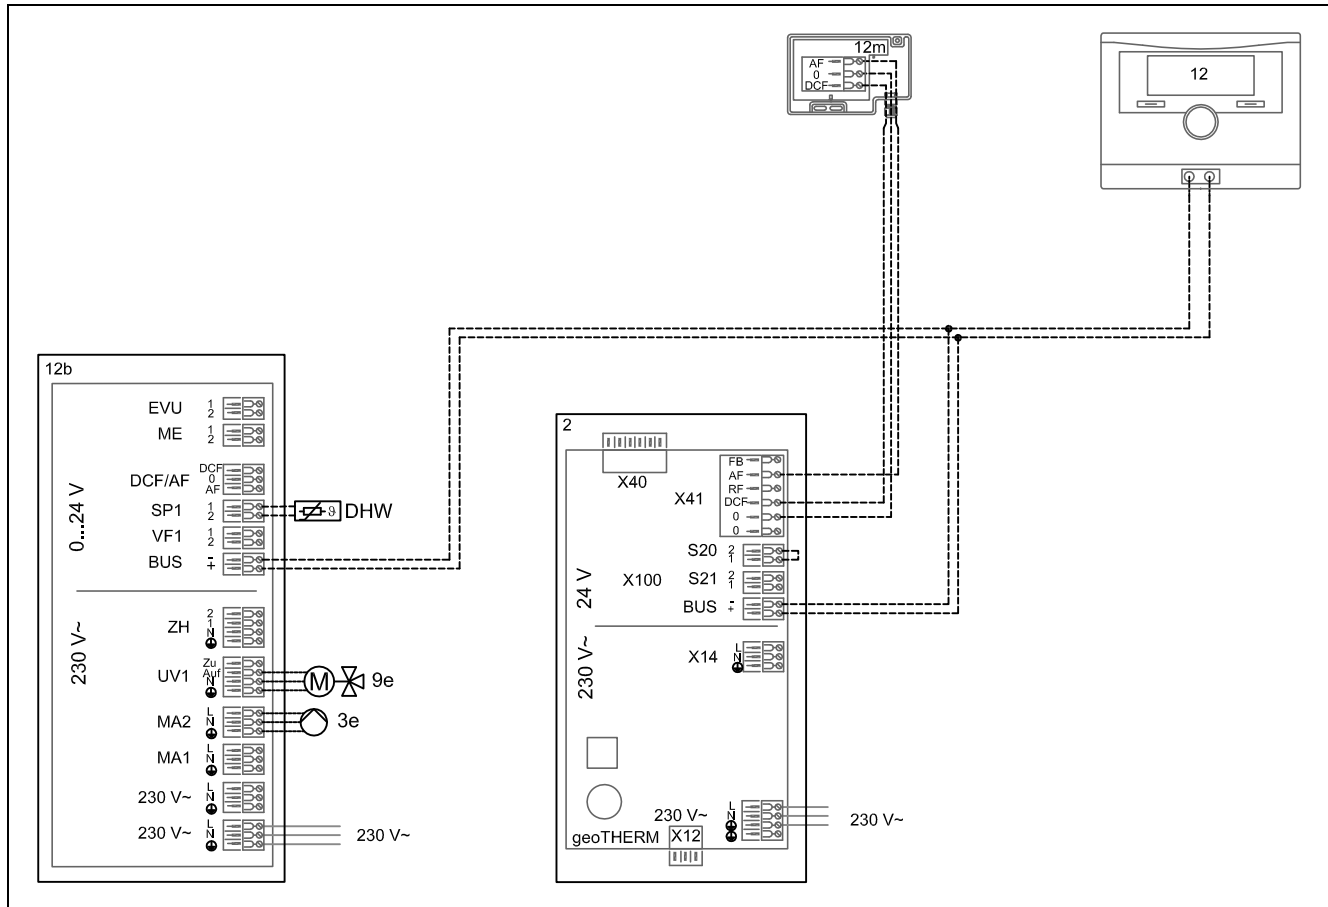 12m
AF
0
DCF
12
12b
0...24 V
EVU 1 2
ME 1 2
DCF/AF DCF 0 AF
SP1 1 2
DHW
VF1 1 2
BUS - +
230 V~
ZH 2 1 N
UV1 Zu Auf N
M
9e
MA2 L N
3e
MA1 L N
230 V~ L N
230 V~ L N
230 V~
2
X40
X41
FB
AF
RF
DCF
0
0
24 V
X100
S20 2 1
S21 2 1
BUS - +
230 V~
X14 L N
230 V~
L N
230 V~
geoTHERM
X12